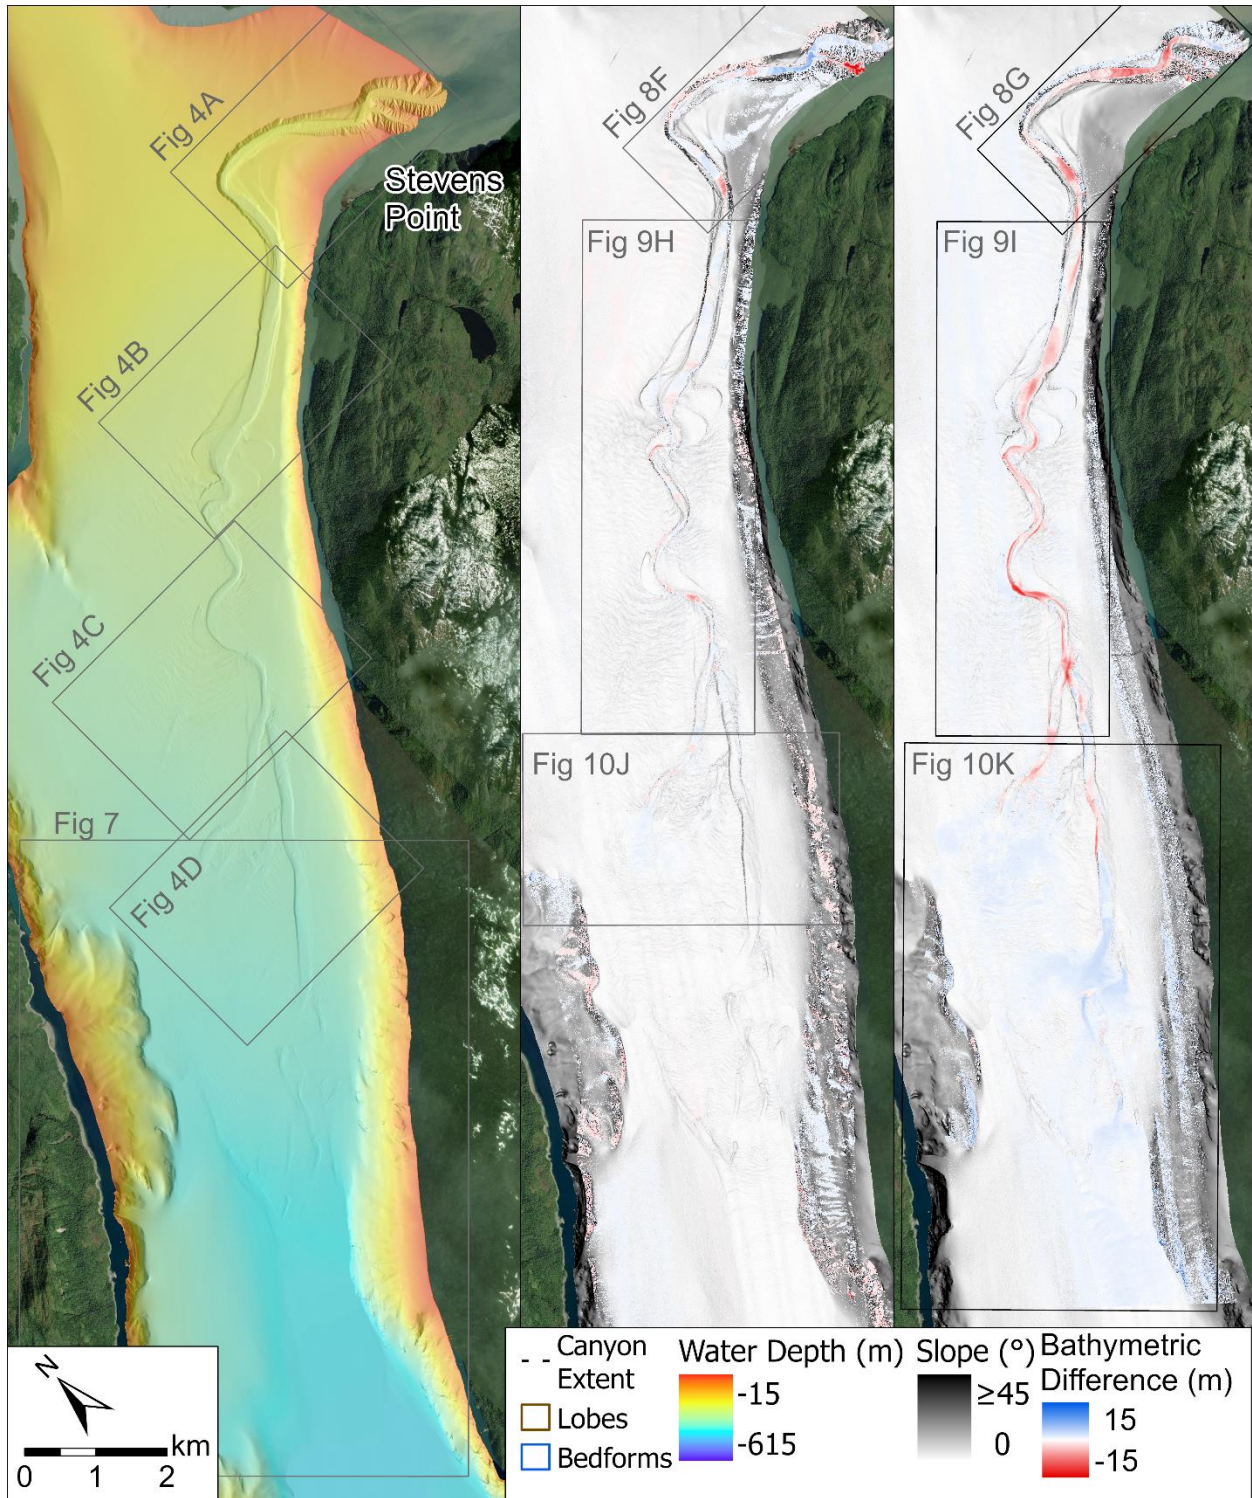 Fig 4A
Stevens
Point
Fig 4B
Fig 4C
Fig 7
Fig 4D
Fig 8F
Fig 9H
Fig 10J
Fig 8G
Fig 9I
Fig 10K
N
km
0 1 2
Canyon
Extent
Lobes
Bedforms
Water Depth (m)
-15
-615
Slope (°)
≥45
0
Bathymetric
Difference (m)
15
-15